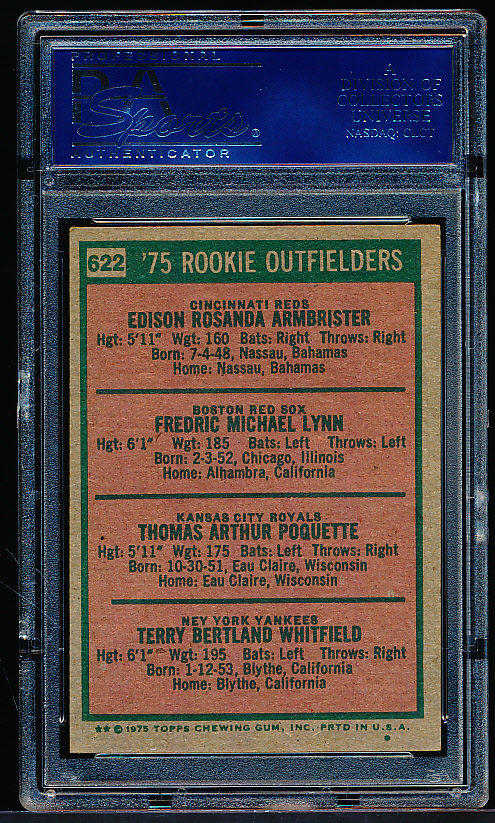 PROFESSIONAL
PSA
Sports ®
AUTHENTICATOR
A
DIVISION OF
COLLECTORS
UNIVERSE
NASDAQ: CLCT
622 '75 ROOKIE OUTFIELDERS
CINCINNATI REDS
EDISON ROSANDA ARMBRISTER
Hgt: 5'11" Wgt: 160 Bats: Right Throws: Right
Born: 7-4-48, Nassau, Bahamas
Home: Nassau, Bahamas
BOSTON RED SOX
FREDRIC MICHAEL LYNN
Hgt: 6'1" Wgt: 185 Bats: Left Throws: Left
Born: 2-3-52, Chicago, Illinois
Home: Alhambra, California
KANSAS CITY ROYALS
THOMAS ARTHUR POQUETTE
Hgt: 5'11" Wgt: 175 Bats: Left Throws: Right
Born: 10-30-51, Eau Claire, Wisconsin
Home: Eau Claire, Wisconsin
NEW YORK YANKEES
TERRY BERTLAND WHITFIELD
Hgt: 6'1" Wgt: 195 Bats: Left Throws: Right
Born: 1-12-53, Blythe, California
Home: Blythe, California
★★ © 1975 TOPPS CHEWING GUM, INC. PRTD IN U.S.A.